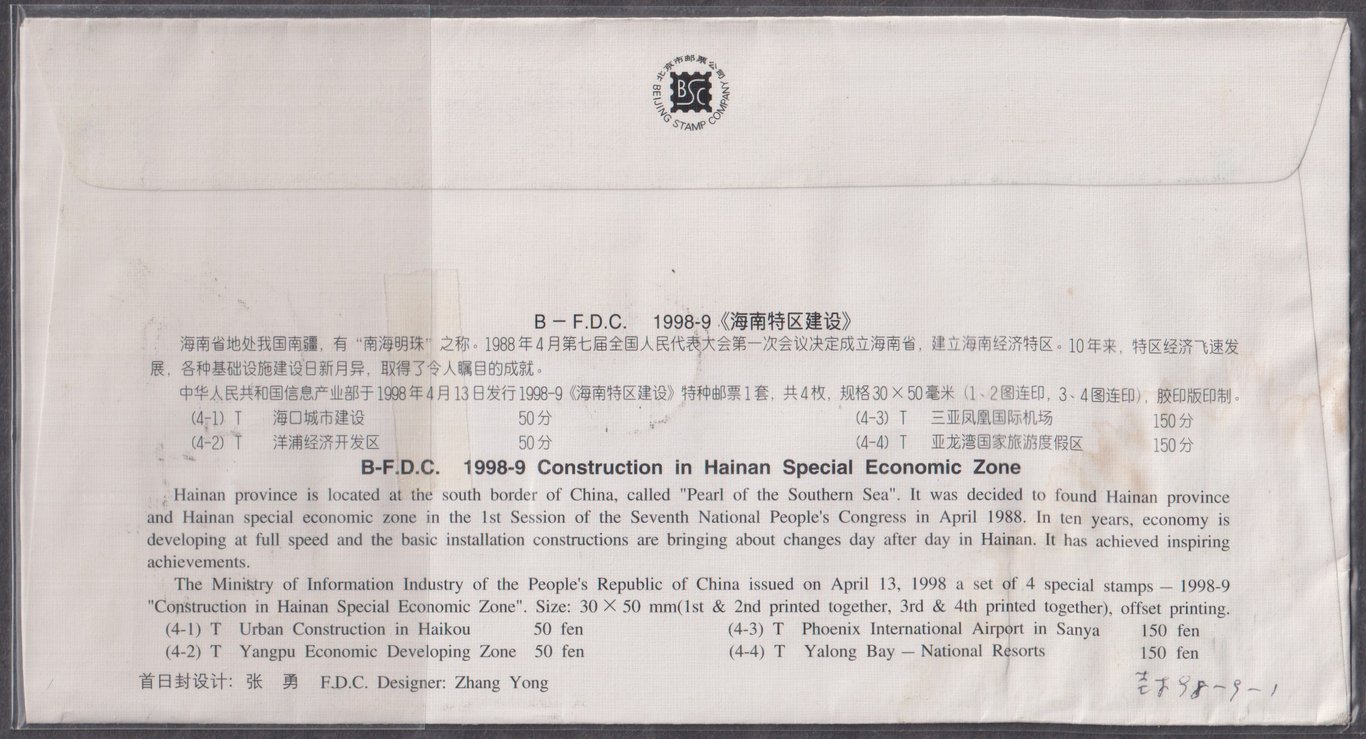 北京市邮票公司
BSC
BEIJING STAMP COMPANY
B－F.D.C. 1998-9《海南特区建设》
海南省地处我国南疆，有“南海明珠”之称。1988年4月第七届全国人民代表大会第一次会议决定成立海南省，建立海南经济特区。10年来，特区经济飞速发
展，各种基础设施建设日新月异，取得了令人瞩目的成就。
中华人民共和国信息产业部于1998年4月13日发行1998-9《海南特区建设》特种邮票1套，共4枚，规格30×50毫米（1、2图连印，3、4图连印），胶印版印制。
(4-1) T 海口城市建设 50分 (4-3) T 三亚凤凰国际机场 150分
(4-2) T 洋浦经济开发区 50分 (4-4) T 亚龙湾国家旅游度假区 150分
B-F.D.C. 1998-9 Construction in Hainan Special Economic Zone
Hainan province is located at the south border of China, called "Pearl of the Southern Sea". It was decided to found Hainan province
and Hainan special economic zone in the 1st Session of the Seventh National People's Congress in April 1988. In ten years, economy is
developing at full speed and the basic installation constructions are bringing about changes day after day in Hainan. It has achieved inspiring
achievements.
The Ministry of Information Industry of the People's Republic of China issued on April 13, 1998 a set of 4 special stamps – 1998-9
"Construction in Hainan Special Economic Zone". Size: 30×50 mm(1st & 2nd printed together, 3rd & 4th printed together), offset printing.
(4-1) T Urban Construction in Haikou 50 fen (4-3) T Phoenix International Airport in Sanya 150 fen
(4-2) T Yangpu Economic Developing Zone 50 fen (4-4) T Yalong Bay – National Resorts 150 fen
首日封设计：张 勇 F.D.C. Designer: Zhang Yong
98-9-1